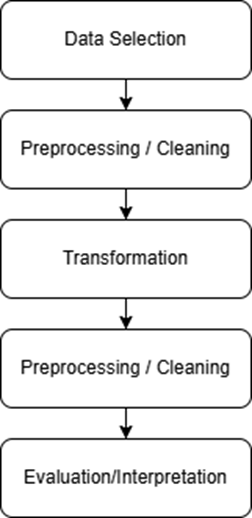 Data Selection
Preprocessing / Cleaning
Transformation
Preprocessing / Cleaning
Evaluation/Interpretation